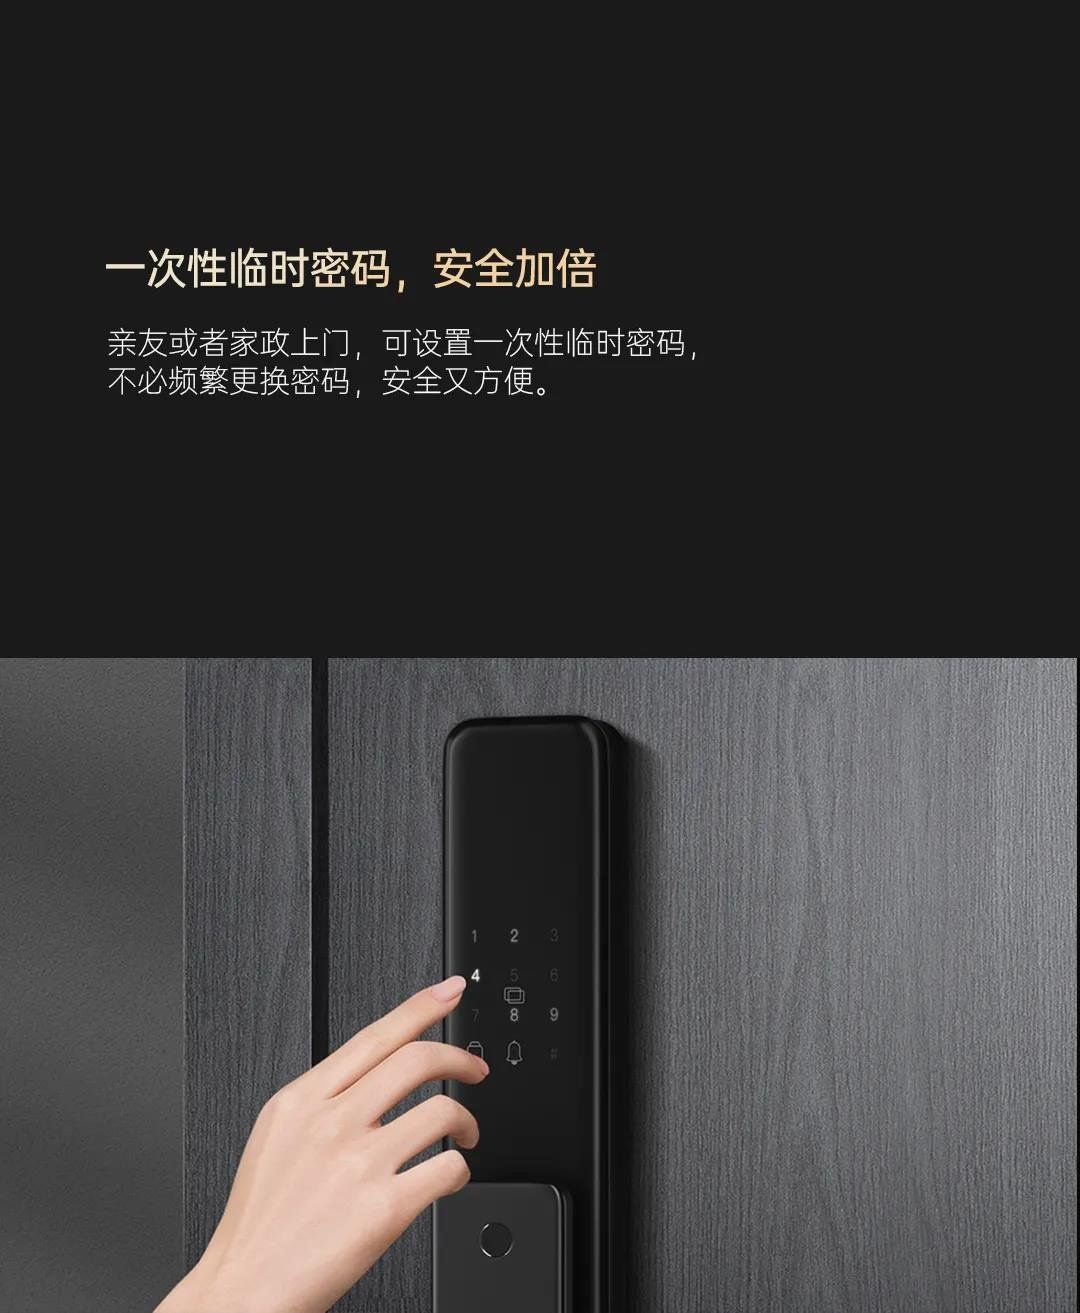 一次性临时密码，安全加倍
亲友或者家政上门，可设置一次性临时密码，
不必频繁更换密码，安全又方便。
1 2 3
4 5 6
7 8 9
#